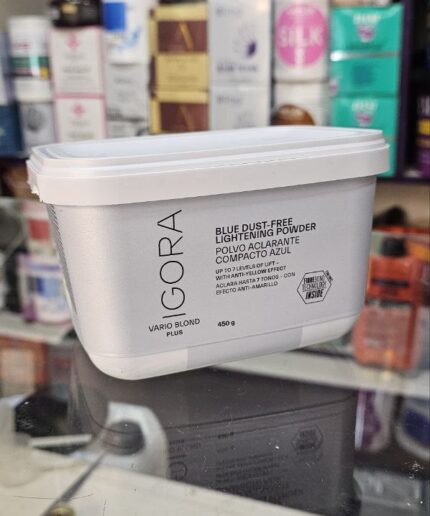 IGORA
VARIO BLOND
PLUS
BLUE DUST-FREE
LIGHTENING POWDER
POLVO ACLARANTE
COMPACTO AZUL
UP TO 7 LEVELS OF LIFT -
WITH ANTI-YELLOW EFFECT
ACLARA HASTA 7 TONOS - CON
EFECTO ANTI-AMARILLO
450 g
TECHNOLOGY
INSIDE
SILK